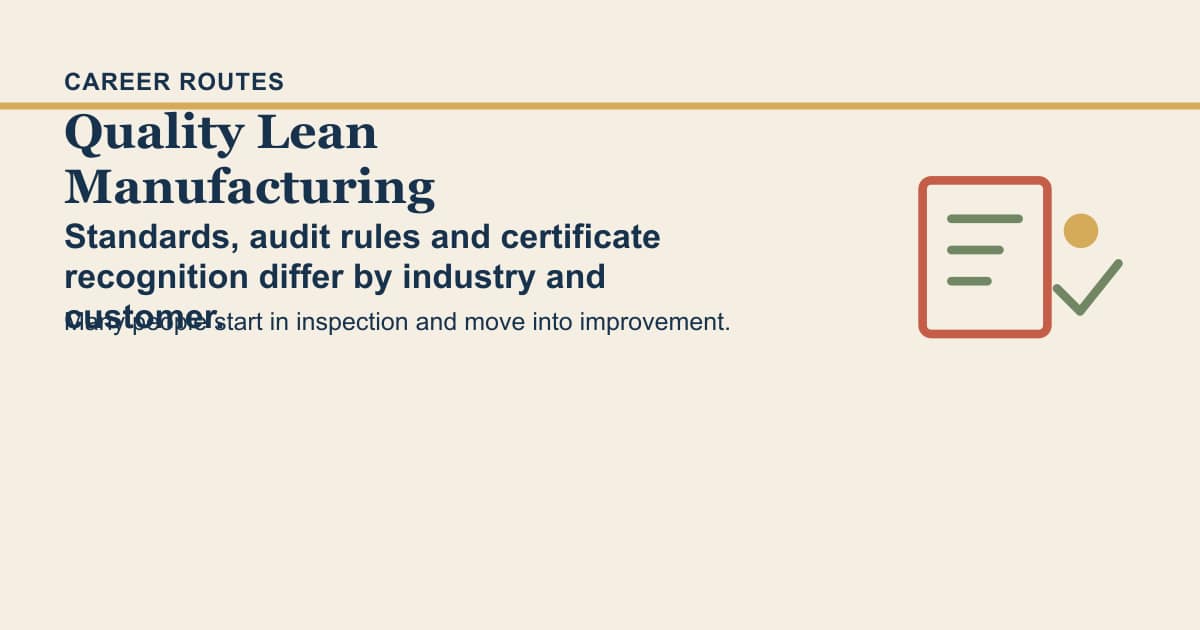 CAREER ROUTES
Quality Lean
Manufacturing
Standards, audit rules and certificate
recognition differ by industry and
customer.
Many people start in inspection and move into improvement.